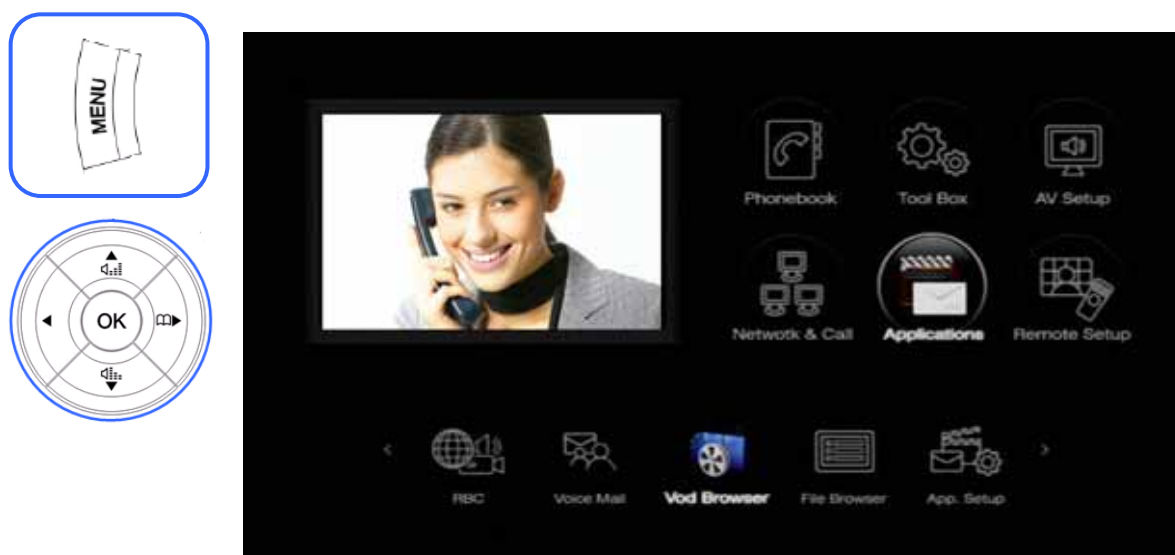 MENU
OK
Phonebook Tool Box AV Setup
Netwotk & Call Applications Remote Setup
RBC Voice Mail Vod Browser File Browser App. Setup